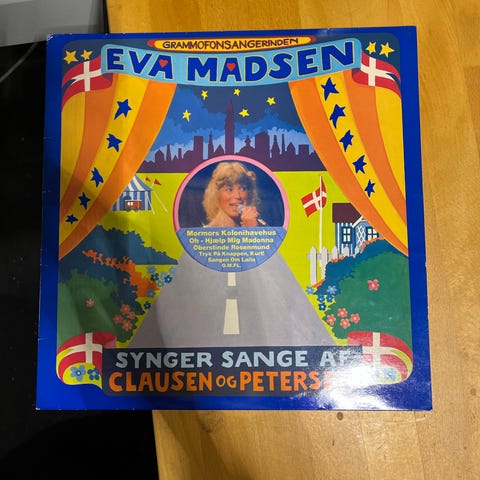 GRAMMOFONSANGERINDEN
EVA MADSEN
Mormors Kolonihavehus
Oh - Hjælp Mig Madonna
Oberstinde Rosenmund
Tryk På Knappen, Kurt!
Sangen Om Laila
O.M.FL.
SYNGER SANGE AF
CLAUSEN OG PETERS